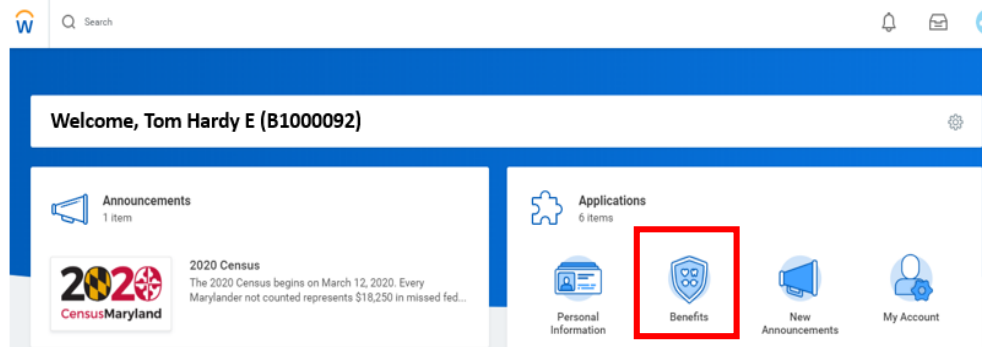 W
Search
Welcome, Tom Hardy E (B1000092)
Announcements
1 item
2020
CensusMaryland
2020 Census
The 2020 Census begins on March 12, 2020. Every
Marylander not counted represents $18,250 in missed fed...
Applications
6 items
Personal
Information
Benefits
New
Announcements
My Account